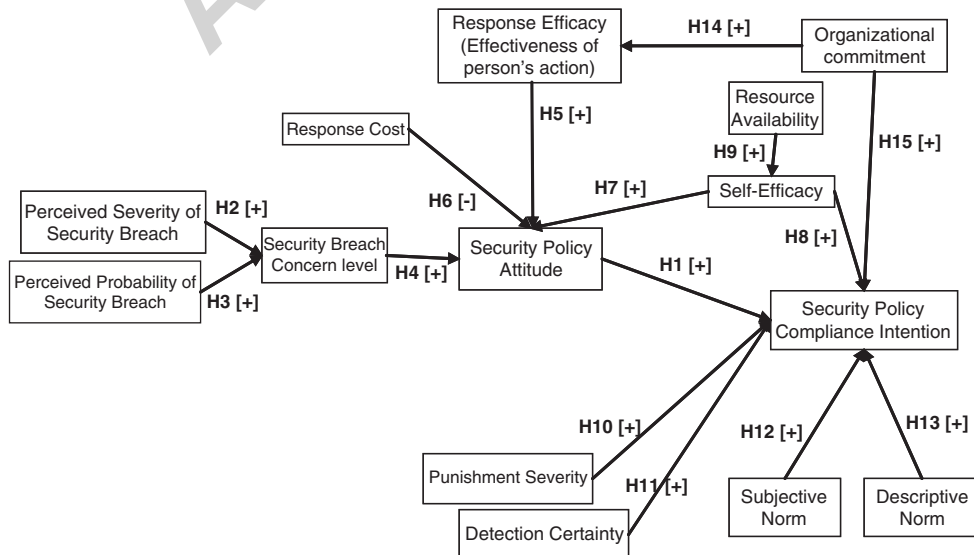 Response Efficacy
(Effectiveness of
person's action)
H14 [+]
Organizational
commitment
Resource
Availability
H5 [+]
Response Cost
H9 [+]
H15 [+]
H6 [-]
H7 [+]
Self-Efficacy
Perceived Severity of
Security Breach
H2 [+]
Security Breach
Concern level
H4 [+]
Security Policy
Attitude
H8 [+]
H1 [+]
Perceived Probability of
Security Breach
H3 [+]
Security Policy
Compliance Intention
H10 [+]
H12 [+]
H13 [+]
Punishment Severity
H11 [+]
Subjective
Norm
Descriptive
Norm
Detection Certainty